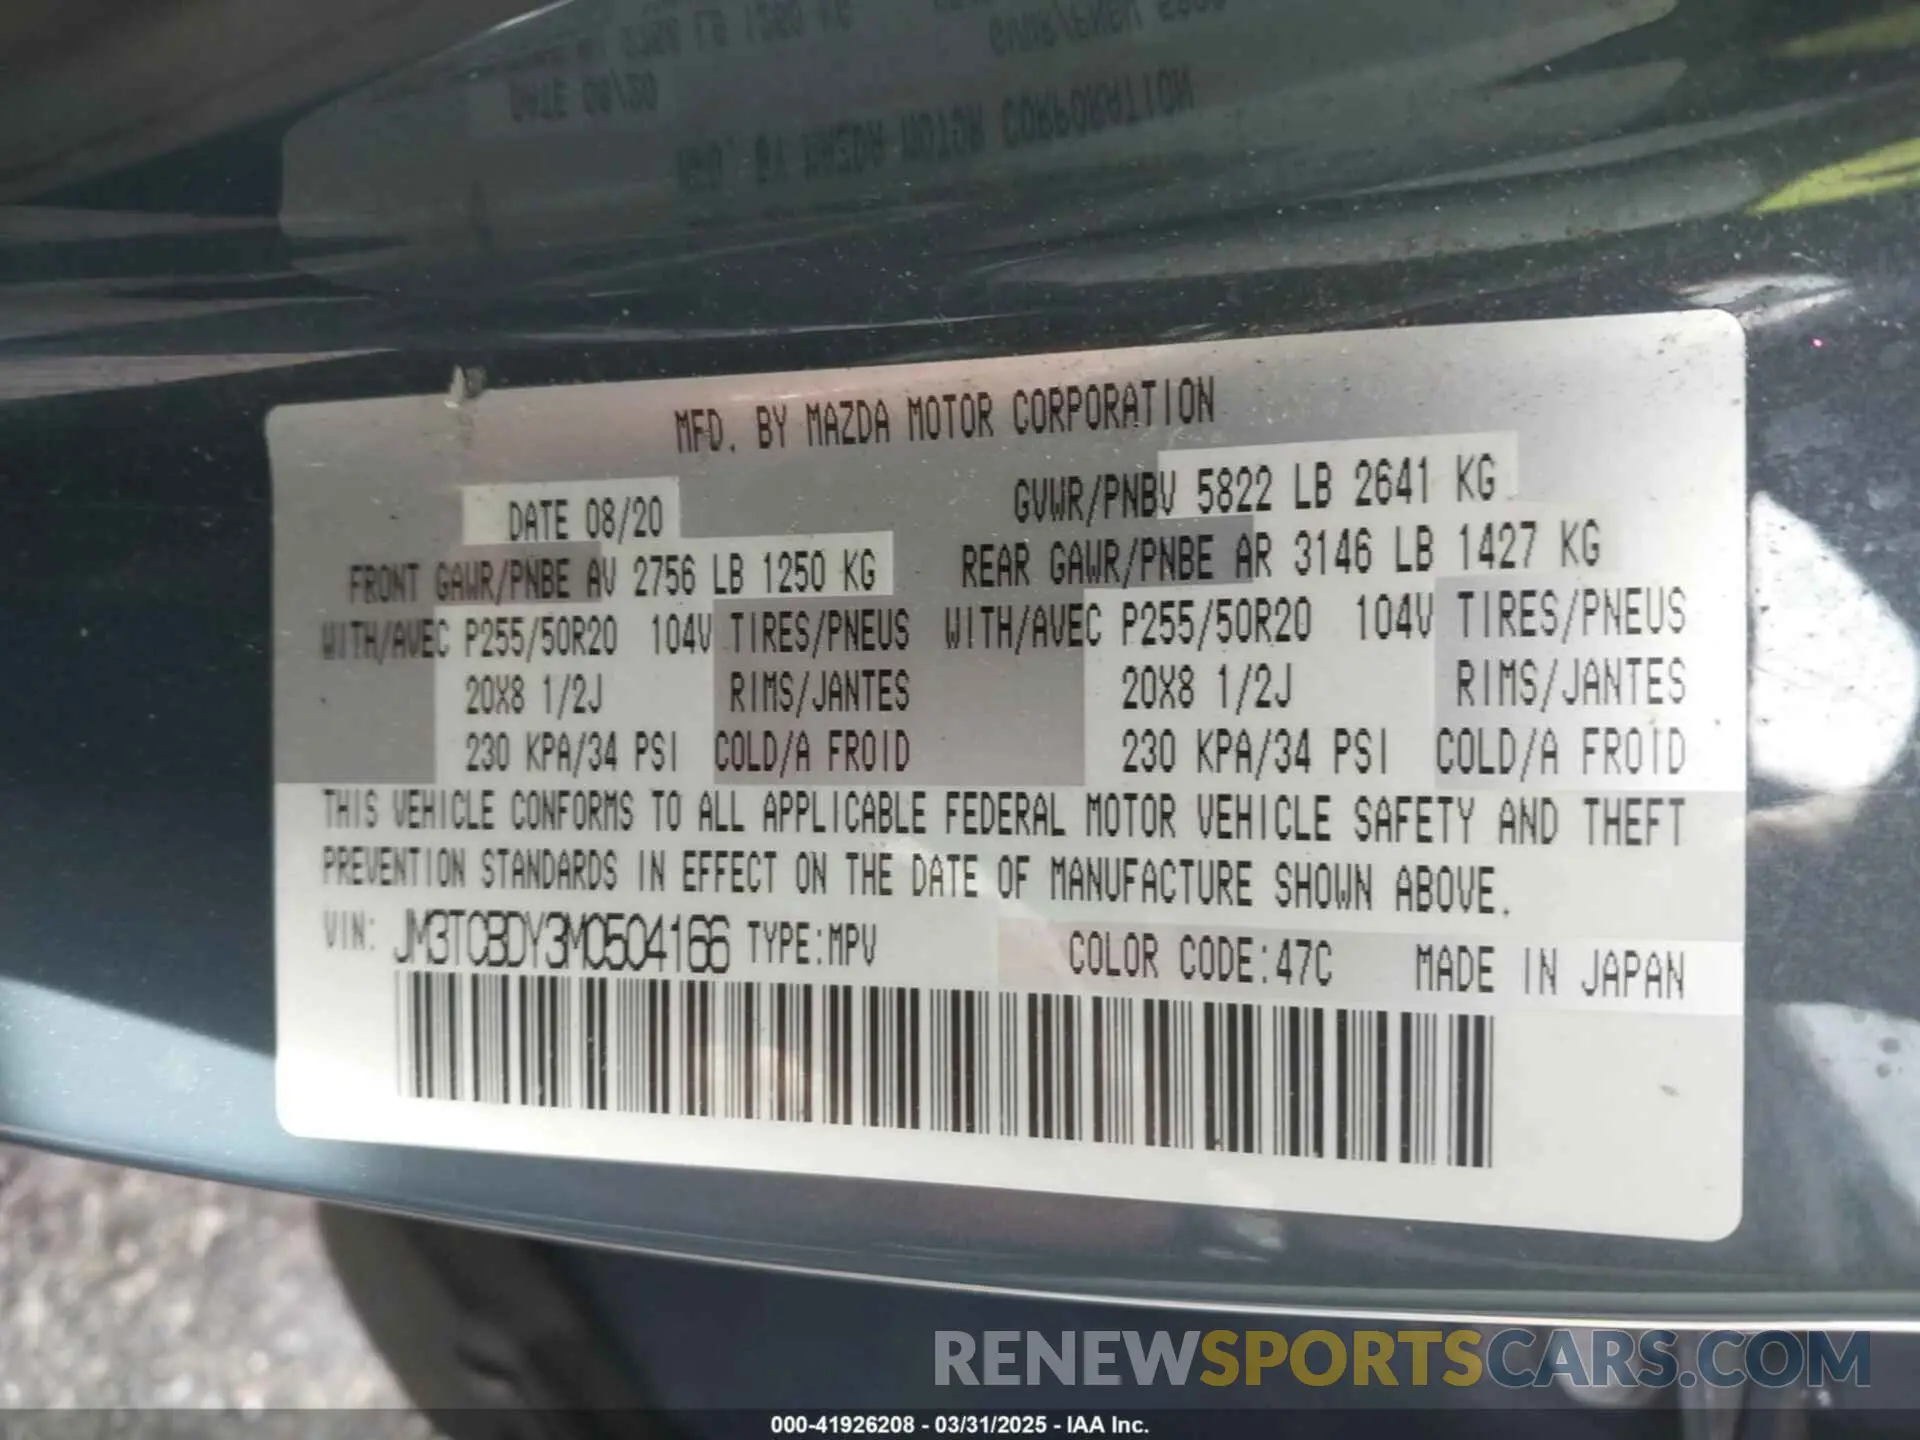 MFD. BY MAZDA MOTOR CORPORATION
DATE 08/20 GVWR/PNBV 5822 LB 2641 KG
FRONT GAWR/PNBE AV 2756 LB 1250 KG REAR GAWR/PNBE AR 3146 LB 1427 KG
WITH/AVEC P255/50R20 104V TIRES/PNEUS WITH/AVEC P255/50R20 104V TIRES/PNEUS
20X8 1/2J RIMS/JANTES 20X8 1/2J RIMS/JANTES
230 KPA/34 PSI COLD/A FROID 230 KPA/34 PSI COLD/A FROID
THIS VEHICLE CONFORMS TO ALL APPLICABLE FEDERAL MOTOR VEHICLE SAFETY AND THEFT
PREVENTION STANDARDS IN EFFECT ON THE DATE OF MANUFACTURE SHOWN ABOVE.
VIN: JM3TCBDY3M0504166 TYPE:MPV COLOR CODE:47C MADE IN JAPAN
RENEWSPORTSCARS.COM
000-41926208 - 03/31/2025 - IAA Inc.